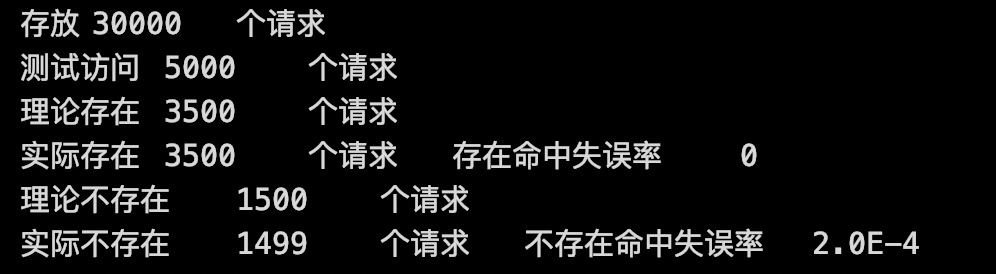 存放 30000 个请求
测试访问 5000 个请求
理论存在 3500 个请求
实际存在 3500 个请求 存在命中失误率 0
理论不存在 1500 个请求
实际不存在 1499 个请求 不存在命中失误率 2.0E-4